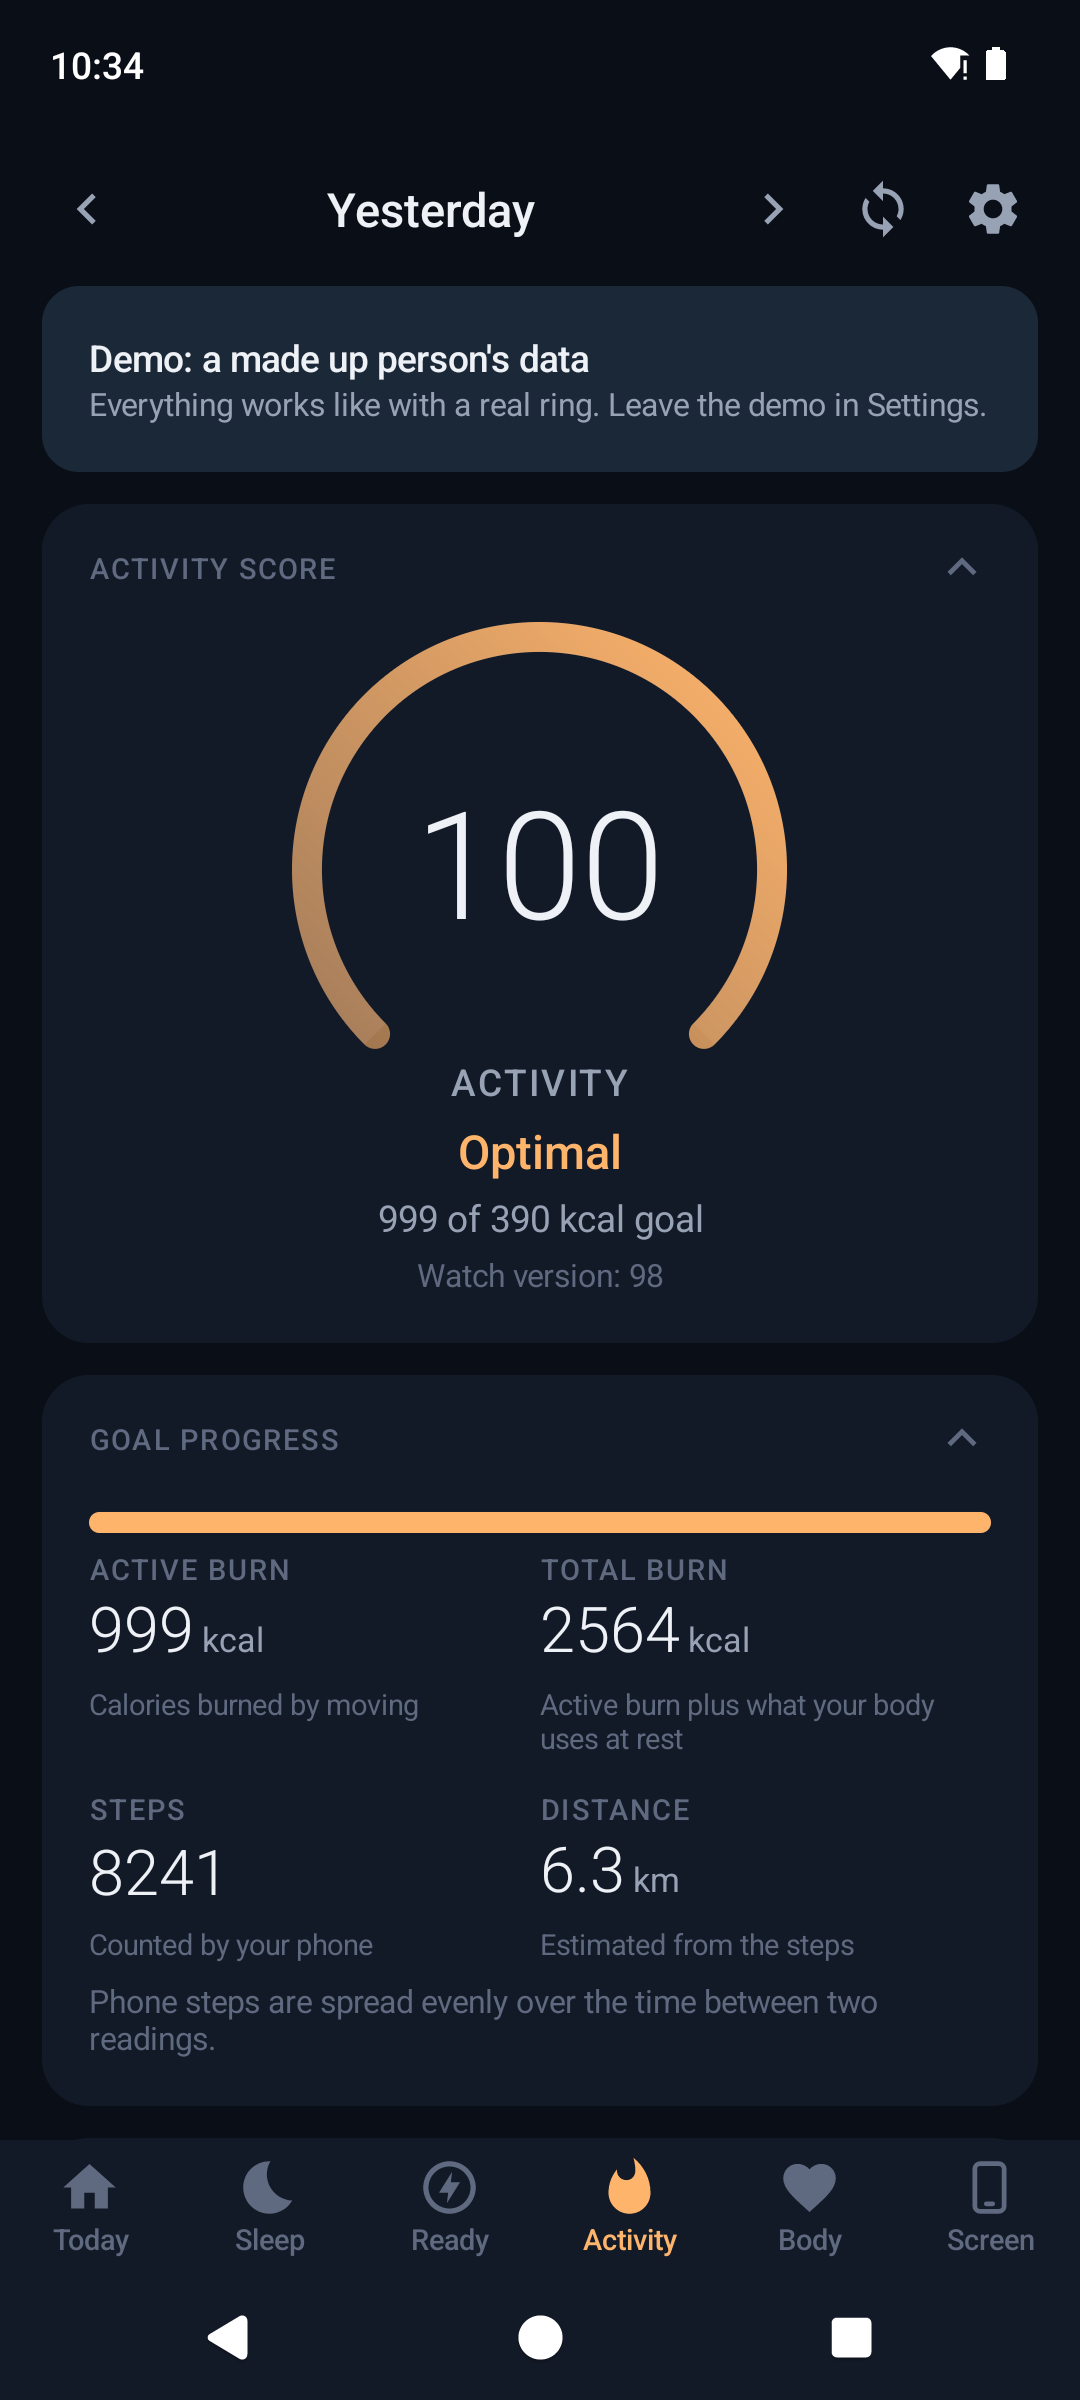 10:34
Yesterday
Demo: a made up person's data
Everything works like with a real ring. Leave the demo in Settings.
ACTIVITY SCORE
100
ACTIVITY
Optimal
999 of 390 kcal goal
Watch version: 98
GOAL PROGRESS
ACTIVE BURN
999 kcal
Calories burned by moving
TOTAL BURN
2564 kcal
Active burn plus what your body
uses at rest
STEPS
8241
Counted by your phone
DISTANCE
6.3 km
Estimated from the steps
Phone steps are spread evenly over the time between two
readings.
Today
Sleep
Ready
Activity
Body
Screen